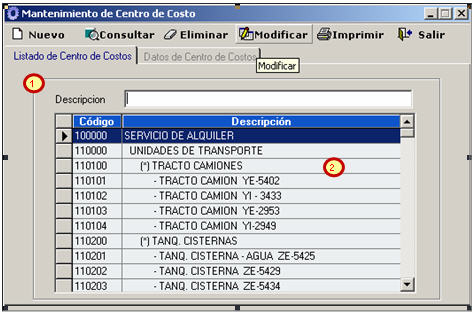 Mantenimiento de Centro de Costo
Nuevo Consultar Eliminar Modificar Imprimir Salir
Listado de Centro de Costos Datos de Centro de Costos
Modificar
1
Descripcion
Código Descripción
100000 SERVICIO DE ALQUILER
110000 UNIDADES DE TRANSPORTE
110100 (*) TRACTO CAMIONES
2
110101 - TRACTO CAMION YE-5402
110102 - TRACTO CAMION YI - 3433
110103 - TRACTO CAMION YE-2953
110104 - TRACTO CAMION YI-2949
110200 (*) TANQ. CISTERNAS
110201 - TANQ. CISTERNA - AGUA ZE-5425
110202 - TANQ. CISTERNA ZE-5429
110203 - TANQ. CISTERNA ZE-5434